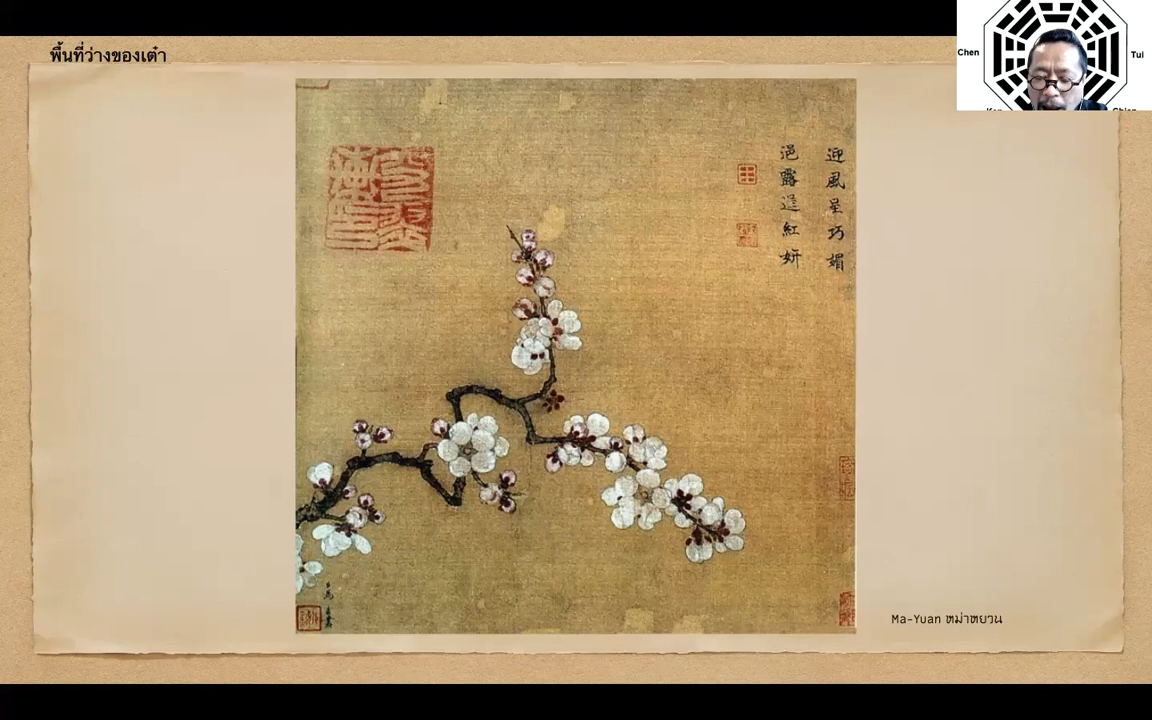 พื้นที่ว่างของเต๋า
Chen
Tui
迎風呈巧媚
浥露逞紅妍
Ma-Yuan หม่าหยวน